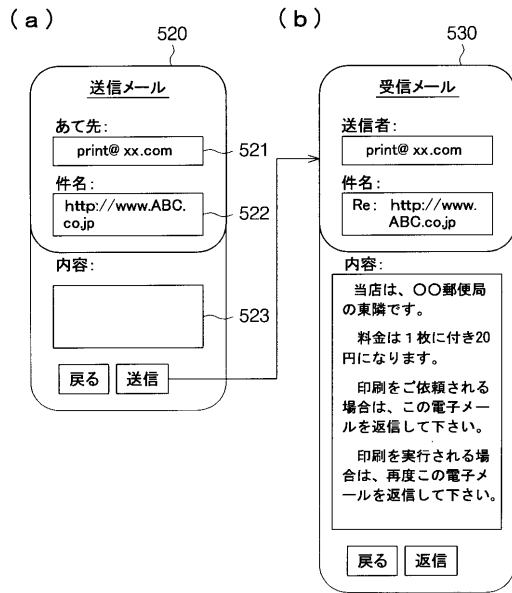 (a)
520
送信メール
あて先:
print@ xx.com
521
件名:
http://www.ABC.
co.jp
522
内容:
523
戻る
送信
(b)
530
受信メール
送信者:
print@ xx.com
件名:
Re: http://www.
ABC.co.jp
内容:
当店は、〇〇郵便局
の東隣です。
料金は1枚に付き20
円になります。
印刷をご依頼される
場合は、この電子メー
ルを返信して下さい。
印刷を実行される場
合は、再度この電子メ
ールを返信して下さい。
戻る
返信